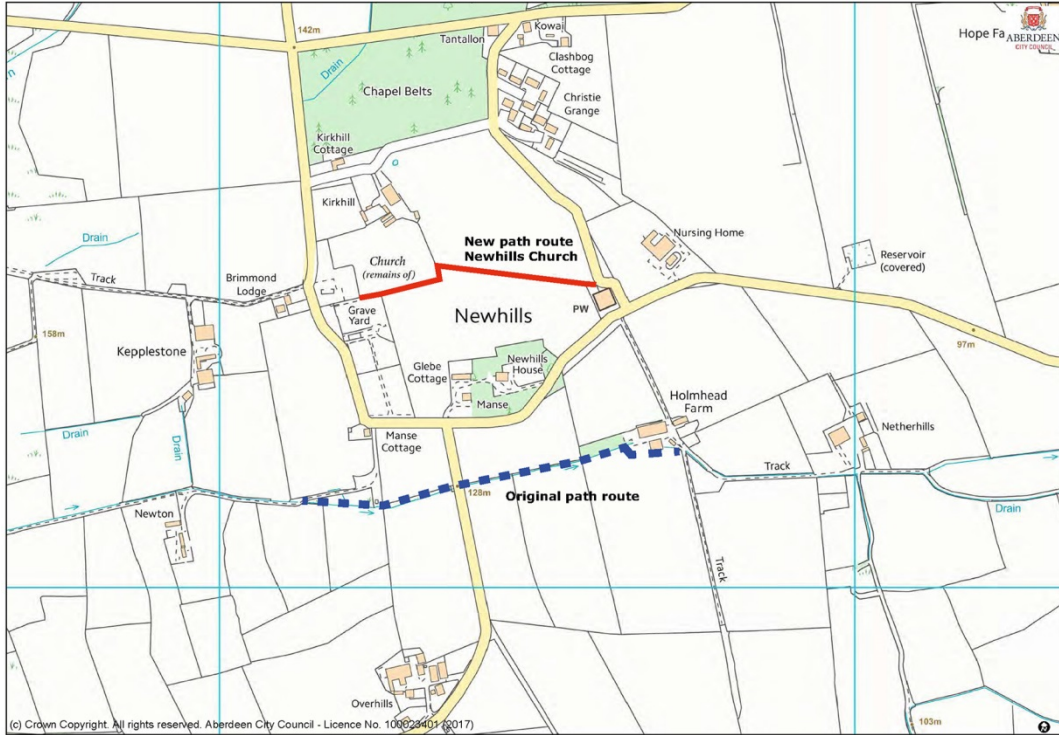 142m
Tantallon
Kowai
Hope Fa
ABERDEEN
CITY COUNCIL
Drain
Clashbog
Cottage
Chapel Belts
Christie
Grange
Kirkhill
Cottage
Kirkhill
Nursing Home
New path route
Newhills Church
Church
(remains of)
Drain
Track
Brimmond
Lodge
Reservoir
(covered)
Grave
Yard
Newhills
PW
158m
Kepplestone
97m
Glebe
Cottage
Newhills
House
Manse
Holmhead
Farm
Drain
Drain
Manse
Cottage
Netherhills
Track
128m
Original path route
Newton
Drain
Track
Overhills
(c) Crown Copyright. All rights reserved. Aberdeen City Council - Licence No. 100023401 (2017)
103m